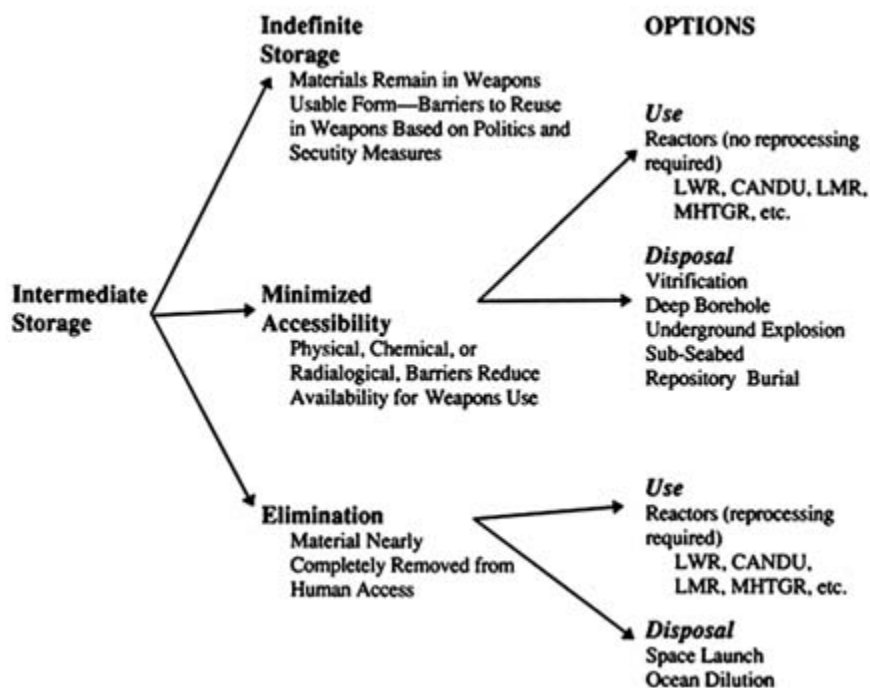 Indefinite
Storage
Materials Remain in Weapons
Usable Form—Barriers to Reuse
in Weapons Based on Politics and
Secutity Measures
OPTIONS
Use
Reactors (no reprocessing
required)
LWR, CANDU, LMR,
MHTGR, etc.
Intermediate
Storage
Minimized
Accessibility
Physical, Chemical, or
Radialogical, Barriers Reduce
Availability for Weapons Use
Disposal
Vitrification
Deep Borehole
Underground Explosion
Sub-Seabed
Repository Burial
Elimination
Material Nearly
Completely Removed from
Human Access
Use
Reactors (reprocessing
required)
LWR, CANDU,
LMR, MHTGR, etc.
Disposal
Space Launch
Ocean Dilution